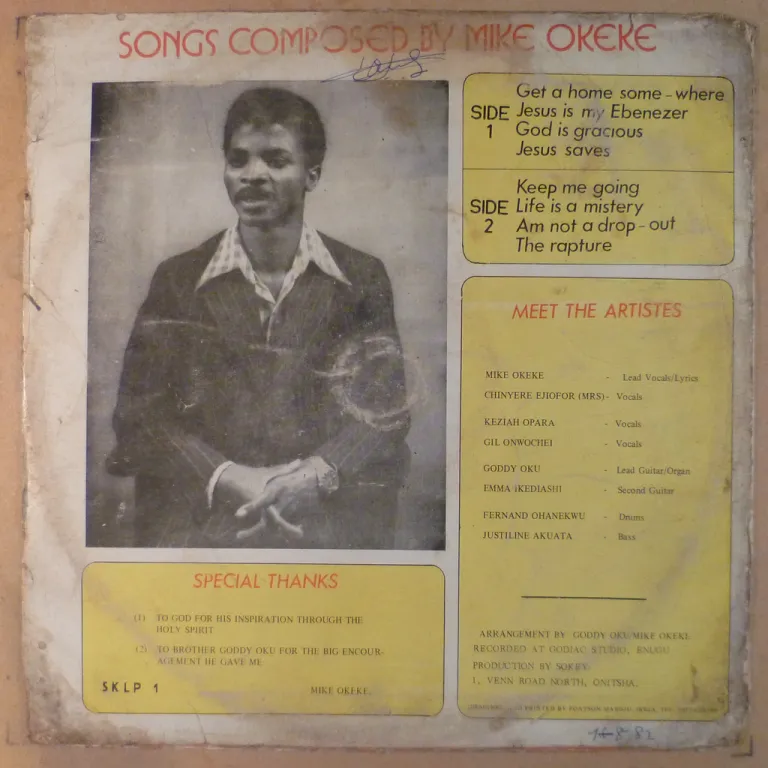 SONGS COMPOSED BY MIKE OKEKE
SIDE 1
Get a home some-where
Jesus is my Ebenezer
God is gracious
Jesus saves
SIDE 2
Keep me going
Life is a mistery
Am not a drop-out
The rapture
MEET THE ARTISTES
MIKE OKEKE - Lead Vocals/Lyrics
CHINYERE EJIOFOR (MRS)- Vocals
KEZIAH OPARA - Vocals
GIL ONWOCHEI - Vocals
GODDY OKU - Lead Guitar/Organ
EMMA IKEDIASHI - Second Guitar
FERNAND OHANEKWU - Drums
JUSTILINE AKUATA - Bass
ARRANGEMENT BY GODDY OKU/MIKE OKEKE
RECORDED AT GODIAC STUDIO, ENUGU
PRODUCTION BY SOKEY
1, VENN ROAD NORTH, ONITSHA.
PRINTED BY
SPECIAL THANKS
(1) TO GOD FOR HIS INSPIRATION THROUGH THE
HOLY SPIRIT
(2) TO BROTHER GODDY OKU FOR THE BIG ENCOUR-
AGEMENT HE GAVE ME
SKLP 1
MIKE OKEKE.